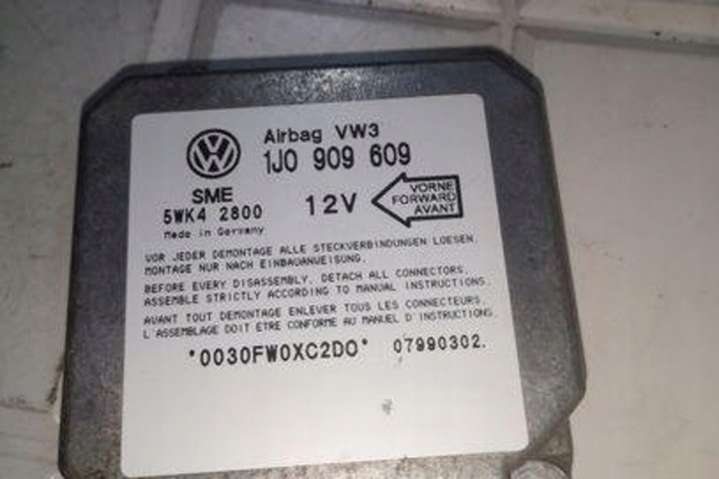 Airbag VW3
1J0 909 609
SME
5WK4 2800
Made in Germany
12V
VORNE
FORWARD
AVANT
VOR JEDER DEMONTAGE ALLE STECKVERBINDUNGEN LOESEN.
MONTAGE NUR NACH EINBAUANWEISUNG.
BEFORE EVERY DISASSEMBLY, DETACH ALL CONNECTORS.
ASSEMBLE STRICTLY ACCORDING TO MANUAL INSTRUCTIONS.
AVANT TOUT DEMONTAGE ENLEVER TOUS LES CONNECTEURS.
L'ASSEMBLAGE DOIT ETRE CONFORME AU MANUEL D'INSTRUCTIONS.
*0030FW0XC2D0* 07990302.